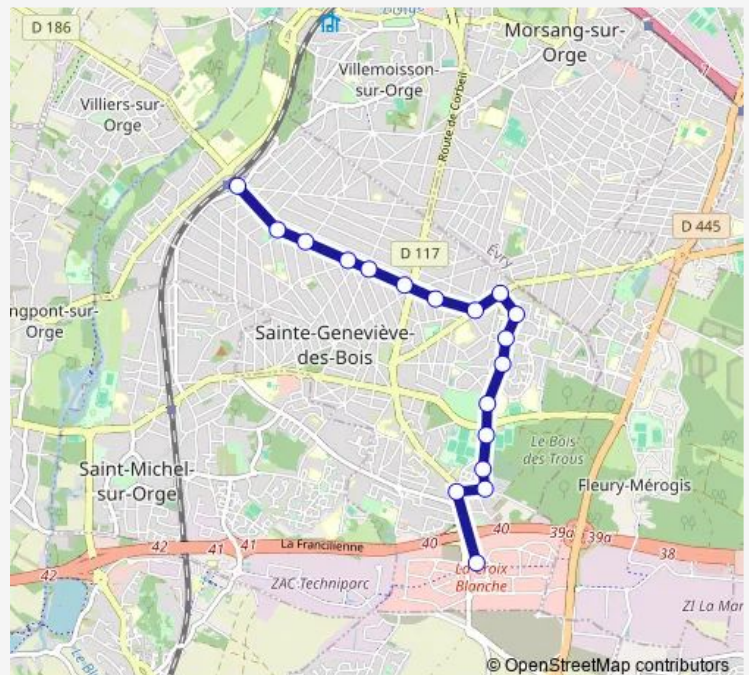 D 186
Morsang-sur-
Orge
7
Villemoisson-
sur-Orge
Villiers-sur-
Orge
Route de Corbeil
D 445
D 117
Évry
ngpont-sur-
Orge
Sainte-Geneviève-
des-Bois
Le Bois
des Trous
Saint-Michel-
sur-Orge
Fleury-Mérogis
42
41
41
La Francilienne
40
40
39a
39a
38
42
ZAC Techniparc
La Croix
Blanche
ZI La Mar
© OpenStreetMap contributors